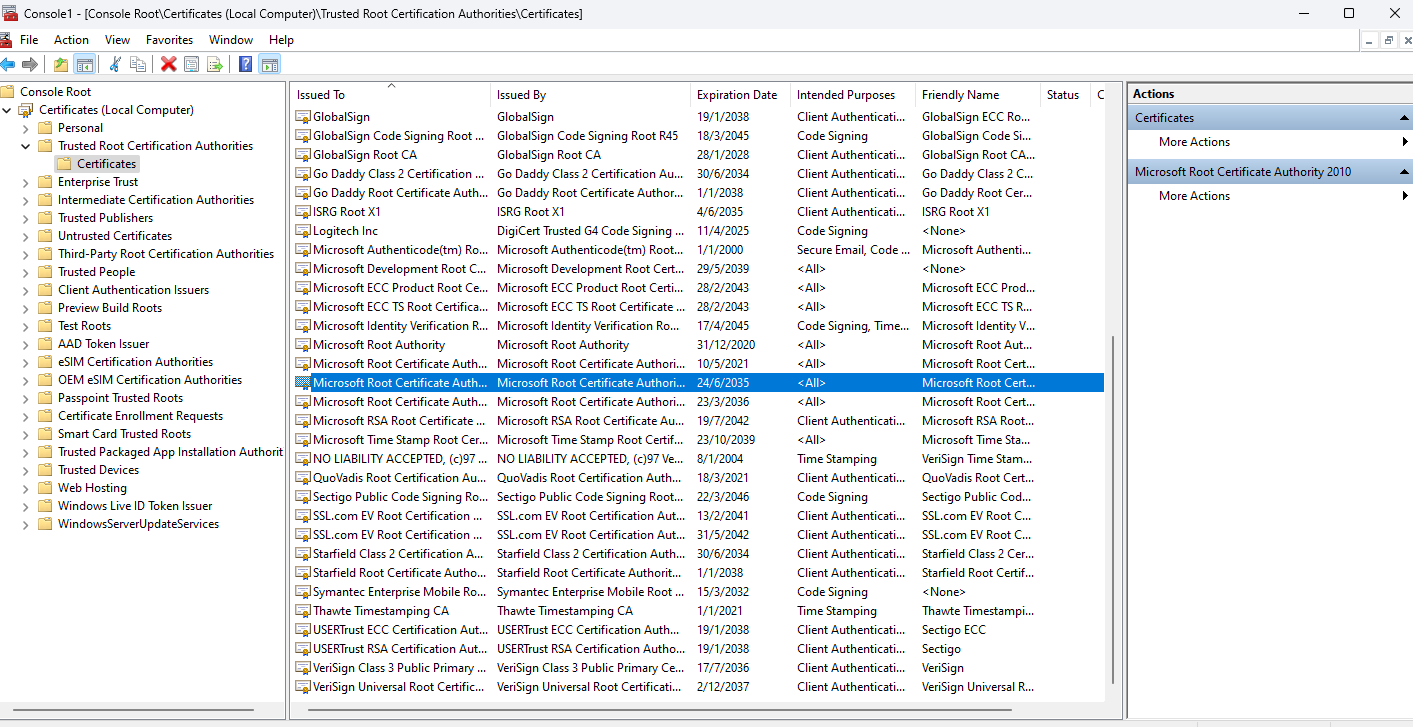 Console1 - [Console Root\Certificates (Local Computer)\Trusted Root Certification Authorities\Certificates]
File Action View Favorites Window Help
Console Root
Certificates (Local Computer)
Personal
Trusted Root Certification Authorities
Certificates
Enterprise Trust
Intermediate Certification Authorities
Trusted Publishers
Untrusted Certificates
Third-Party Root Certification Authorities
Trusted People
Client Authentication Issuers
Preview Build Roots
Test Roots
AAD Token Issuer
eSIM Certification Authorities
OEM eSIM Certification Authorities
Passpoint Trusted Roots
Certificate Enrollment Requests
Smart Card Trusted Roots
Trusted Packaged App Installation Authorit
Trusted Devices
Web Hosting
Windows Live ID Token Issuer
WindowsServerUpdateServices
Issued To Issued By Expiration Date Intended Purposes Friendly Name Status C
GlobalSign GlobalSign 19/1/2038 Client Authenticati... GlobalSign ECC Ro...
GlobalSign Code Signing Root ... GlobalSign Code Signing Root R45 18/3/2045 Code Signing GlobalSign Code Si...
GlobalSign Root CA GlobalSign Root CA 28/1/2028 Client Authenticati... GlobalSign Root CA...
Go Daddy Class 2 Certification ... Go Daddy Class 2 Certification Au... 30/6/2034 Client Authenticati... Go Daddy Class 2 C...
Go Daddy Root Certificate Auth... Go Daddy Root Certificate Author... 1/1/2038 Client Authenticati... Go Daddy Root Cer...
ISRG Root X1 ISRG Root X1 4/6/2035 Client Authenticati... ISRG Root X1
Logitech Inc DigiCert Trusted G4 Code Signing ... 11/4/2025 Code Signing <None>
Microsoft Authenticode(tm) Ro... Microsoft Authenticode(tm) Root... 1/1/2000 Secure Email, Code ... Microsoft Authenti...
Microsoft Development Root C... Microsoft Development Root Cert... 29/5/2039 <All> <None>
Microsoft ECC Product Root Ce... Microsoft ECC Product Root Certi... 28/2/2043 <All> Microsoft ECC Prod...
Microsoft ECC TS Root Certifica... Microsoft ECC TS Root Certificate ... 28/2/2043 <All> Microsoft ECC TS R...
Microsoft Identity Verification R... Microsoft Identity Verification Ro... 17/4/2045 Code Signing, Time... Microsoft Identity V...
Microsoft Root Authority Microsoft Root Authority 31/12/2020 <All> Microsoft Root Aut...
Microsoft Root Certificate Auth... Microsoft Root Certificate Authori... 10/5/2021 <All> Microsoft Root Cert...
Microsoft Root Certificate Auth... Microsoft Root Certificate Authori... 24/6/2035 <All> Microsoft Root Cert...
Microsoft Root Certificate Auth... Microsoft Root Certificate Authori... 23/3/2036 <All> Microsoft Root Cert...
Microsoft RSA Root Certificate ... Microsoft RSA Root Certificate Au... 19/7/2042 Client Authenticati... Microsoft RSA Root...
Microsoft Time Stamp Root Cer... Microsoft Time Stamp Root Certif... 23/10/2039 <All> Microsoft Time Sta...
NO LIABILITY ACCEPTED, (c)97 ... NO LIABILITY ACCEPTED, (c)97 Ve... 8/1/2004 Time Stamping VeriSign Time Stam...
QuoVadis Root Certification Au... QuoVadis Root Certification Auth... 18/3/2021 Client Authenticati... QuoVadis Root Cert...
Sectigo Public Code Signing Ro... Sectigo Public Code Signing Root... 22/3/2046 Code Signing Sectigo Public Cod...
SSL.com EV Root Certification ... SSL.com EV Root Certification Aut... 13/2/2041 Client Authenticati... SSL.com EV Root C...
SSL.com EV Root Certification ... SSL.com EV Root Certification Aut... 31/5/2042 Client Authenticati... SSL.com EV Root C...
Starfield Class 2 Certification A... Starfield Class 2 Certification Auth... 30/6/2034 Client Authenticati... Starfield Class 2 Cer...
Starfield Root Certificate Autho... Starfield Root Certificate Authorit... 1/1/2038 Client Authenticati... Starfield Root Certif...
Symantec Enterprise Mobile Ro... Symantec Enterprise Mobile Root ... 15/3/2032 Code Signing <None>
Thawte Timestamping CA Thawte Timestamping CA 1/1/2021 Time Stamping Thawte Timestampi...
USERTrust ECC Certification Aut... USERTrust ECC Certification Auth... 19/1/2038 Client Authenticati... Sectigo ECC
USERTrust RSA Certification Aut... USERTrust RSA Certification Autho... 19/1/2038 Client Authenticati... Sectigo
VeriSign Class 3 Public Primary ... VeriSign Class 3 Public Primary Ce... 17/7/2036 Client Authenticati... VeriSign
VeriSign Universal Root Certific... VeriSign Universal Root Certificati... 2/12/2037 Client Authenticati... VeriSign Universal R...
Actions
Certificates
More Actions
Microsoft Root Certificate Authority 2010
More Actions